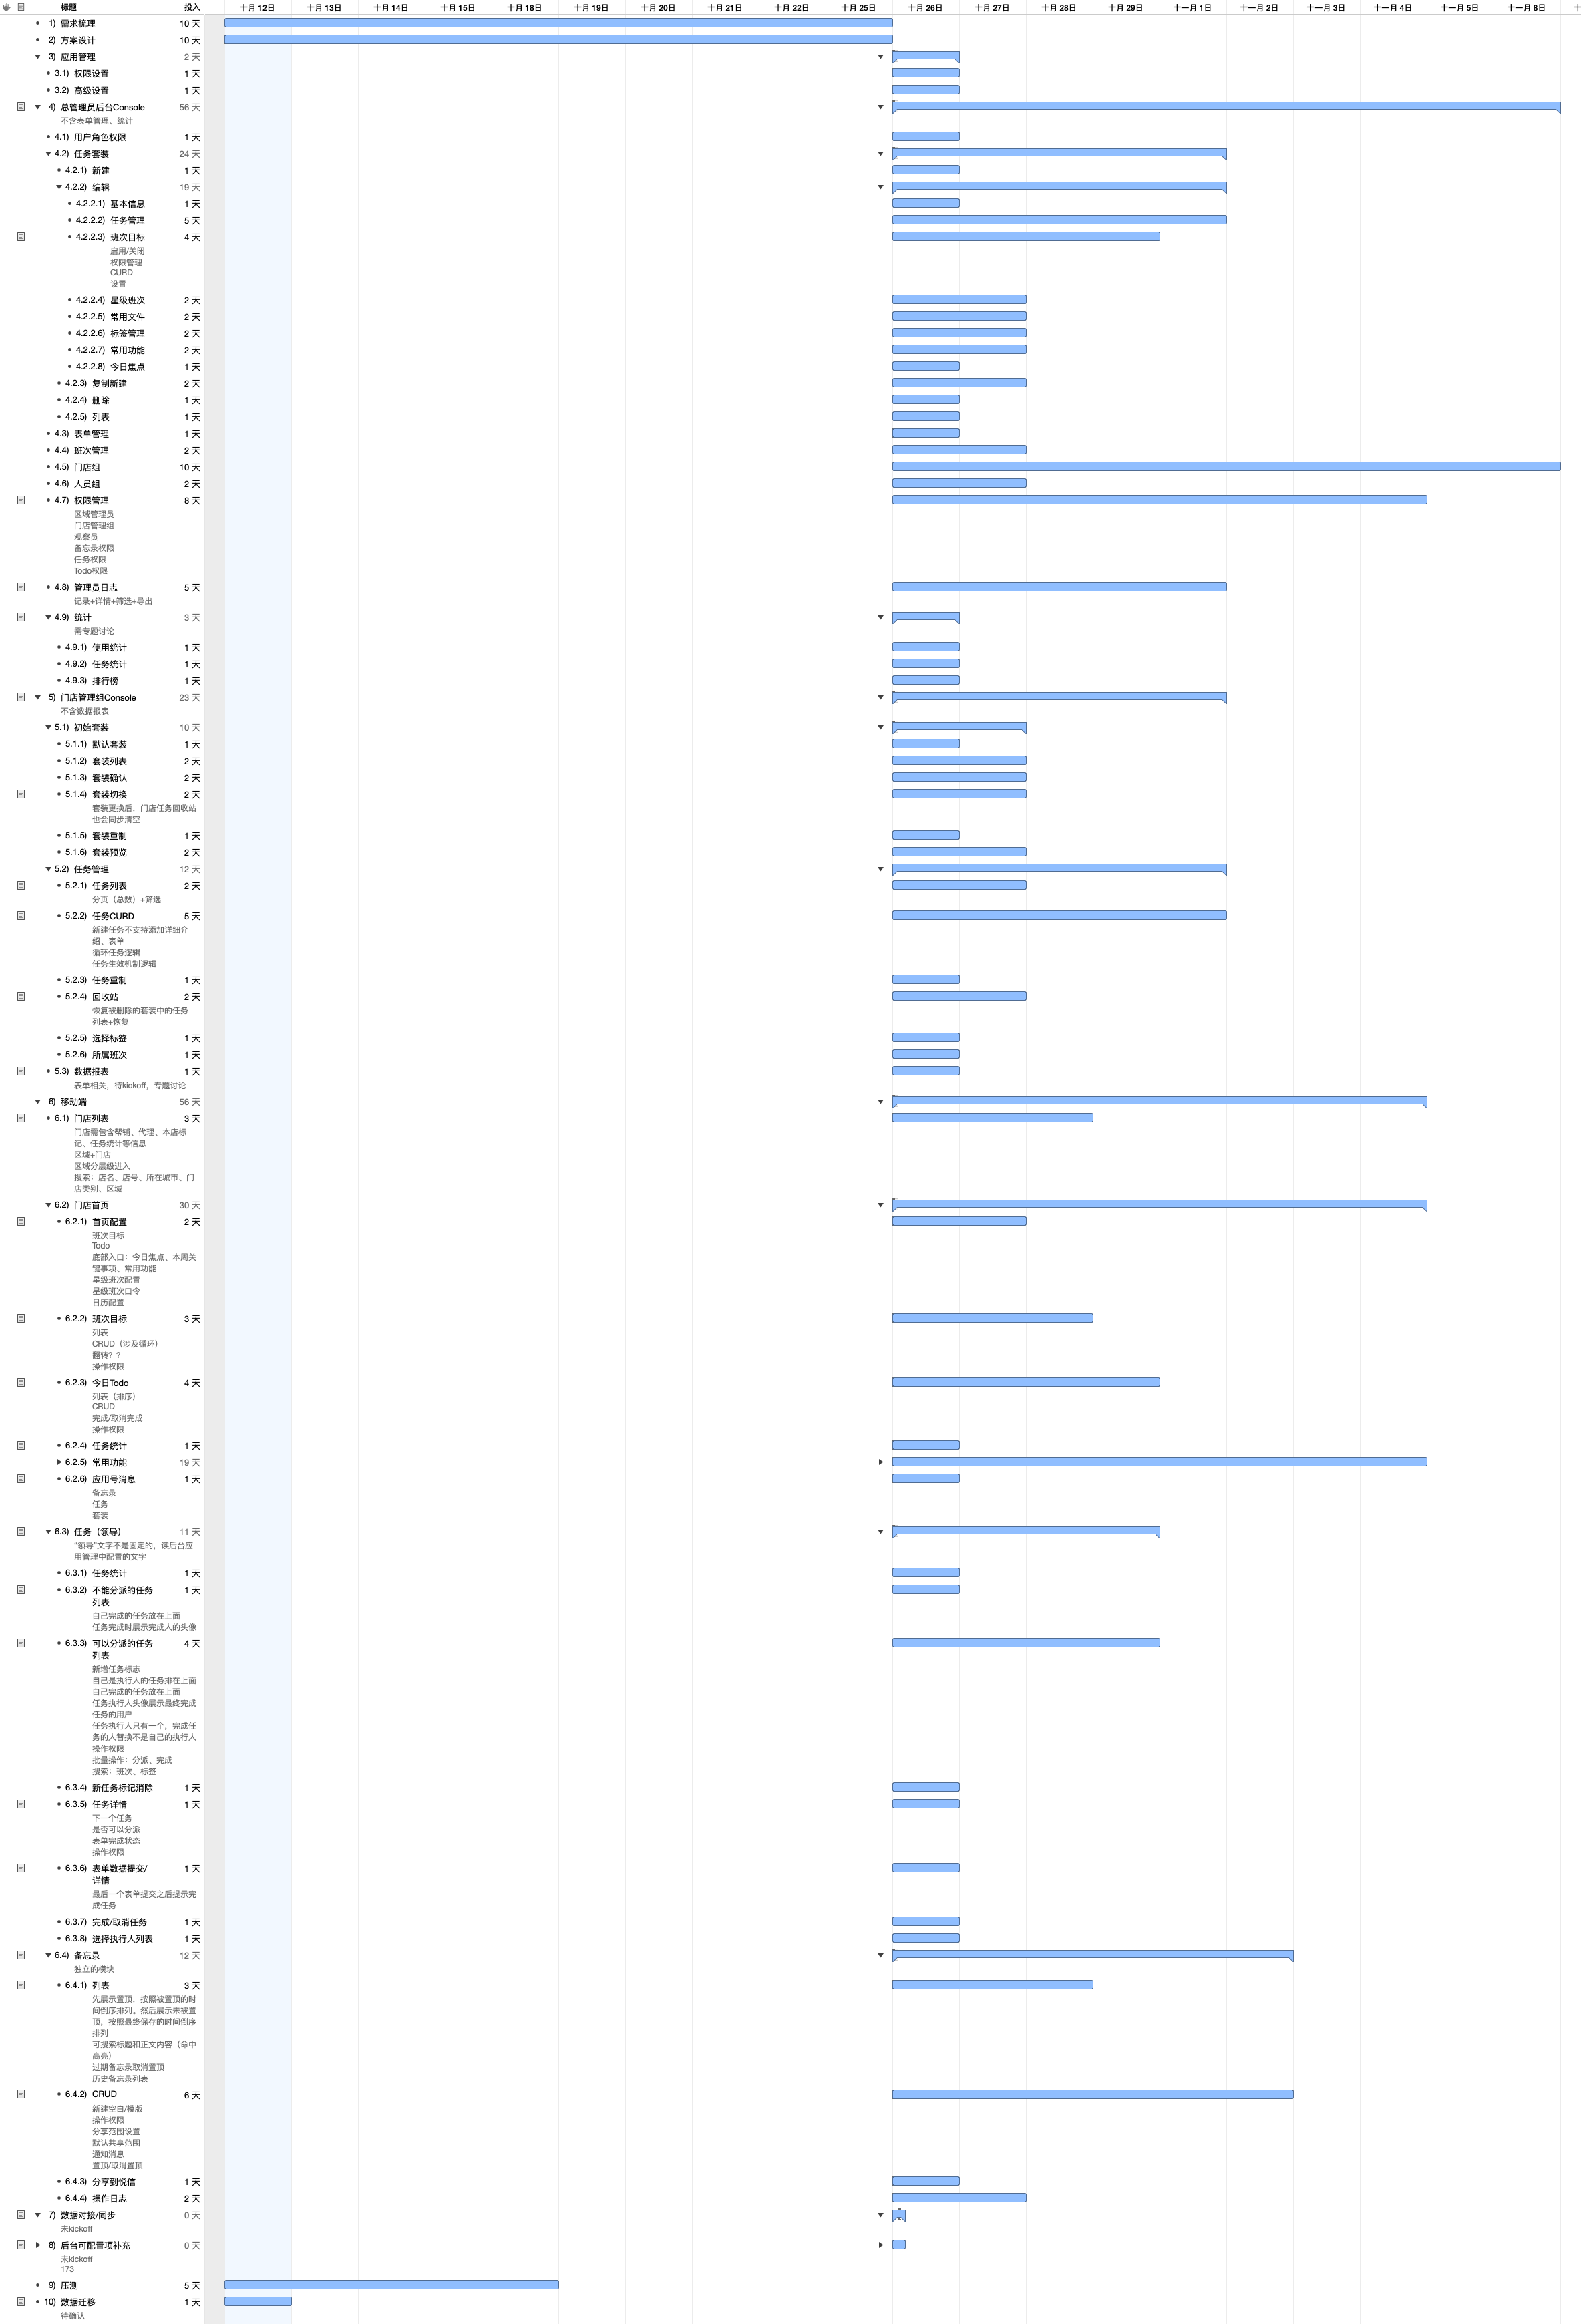 标题 投入 十月 12日 十月 13日 十月 14日 十月 15日 十月 18日 十月 19日 十月 20日 十月 21日 十月 22日 十月 25日 十月 26日 十月 27日 十月 28日 十月 29日 十一月 1日 十一月 2日 十一月 3日 十一月 4日 十一月 5日 十一月 8日 十
1) 需求梳理 10 天
2) 方案设计 10 天
3) 应用管理 2 天
3.1) 权限设置 1 天
3.2) 高级设置 1 天
4) 总管理员后台Console 56 天
不含表单管理、统计
4.1) 用户角色权限 1 天
4.2) 任务套装 24 天
4.2.1) 新建 1 天
4.2.2) 编辑 19 天
4.2.2.1) 基本信息 1 天
4.2.2.2) 任务管理 5 天
4.2.2.3) 班次目标 4 天
启用/关闭
权限管理
CURD
设置
4.2.2.4) 星级班次 2 天
4.2.2.5) 常用文件 2 天
4.2.2.6) 标签管理 2 天
4.2.2.7) 常用功能 2 天
4.2.2.8) 今日焦点 1 天
4.2.3) 复制新建 2 天
4.2.4) 删除 1 天
4.2.5) 列表 1 天
4.3) 表单管理 1 天
4.4) 班次管理 2 天
4.5) 门店组 10 天
4.6) 人员组 2 天
4.7) 权限管理 8 天
区域管理员
门店管理组
观察员
备忘录权限
任务权限
Todo权限
4.8) 管理员日志 5 天
记录+详情+筛选+导出
4.9) 统计 3 天
需专题讨论
4.9.1) 使用统计 1 天
4.9.2) 任务统计 1 天
4.9.3) 排行榜 1 天
5) 门店管理组Console 23 天
不含数据报表
5.1) 初始套装 10 天
5.1.1) 默认套装 1 天
5.1.2) 套装列表 2 天
5.1.3) 套装确认 2 天
5.1.4) 套装切换 2 天
套装更换后，门店任务回收站
也会同步清空
5.1.5) 套装重制 1 天
5.1.6) 套装预览 2 天
5.2) 任务管理 12 天
5.2.1) 任务列表 2 天
分页（总数）+筛选
5.2.2) 任务CURD 5 天
新建任务不支持添加详细介
绍、表单
循环任务逻辑
任务生效机制逻辑
5.2.3) 任务重制 1 天
5.2.4) 回收站 2 天
恢复被删除的套装中的任务
列表+恢复
5.2.5) 选择标签 1 天
5.2.6) 所属班次 1 天
5.3) 数据报表 1 天
表单相关，待kickoff，专题讨论
6) 移动端 56 天
6.1) 门店列表 3 天
门店需包含帮辅、代理、本店标
记、任务统计等信息
区域+门店
区域分层级进入
搜索：店名、店号、所在城市、门
店类别、区域
6.2) 门店首页 30 天
6.2.1) 首页配置 2 天
班次目标
Todo
底部入口：今日焦点、本周关
键事项、常用功能
星级班次配置
星级班次口令
日历配置
6.2.2) 班次目标 3 天
列表
CRUD（涉及循环）
翻转？？
操作权限
6.2.3) 今日Todo 4 天
列表（排序）
CRUD
完成/取消完成
操作权限
6.2.4) 任务统计 1 天
6.2.5) 常用功能 19 天
6.2.6) 应用号消息 1 天
备忘录
任务
套装
6.3) 任务（领导） 11 天
“领导”文字不是固定的，读后台应
用管理中配置的文字
6.3.1) 任务统计 1 天
6.3.2) 不能分派的任务 1 天
列表
自己完成的任务放在上面
任务完成时展示完成人的头像
6.3.3) 可以分派的任务 4 天
列表
新增任务标志
自己是执行人的任务排在上面
自己完成的任务放在上面
任务执行人头像展示最终完成
任务的用户
任务执行人只有一个，完成任
务的人替换不是自己的执行人
操作权限
批量操作：分派、完成
搜索：班次、标签
6.3.4) 新任务标记消除 1 天
6.3.5) 任务详情 1 天
下一个任务
是否可以分派
表单完成状态
操作权限
6.3.6) 表单数据提交/ 1 天
详情
最后一个表单提交之后提示完
成任务
6.3.7) 完成/取消任务 1 天
6.3.8) 选择执行人列表 1 天
6.4) 备忘录 12 天
独立的模块
6.4.1) 列表 3 天
先展示置顶，按照被置顶的时
间倒序排列。然后展示未被置
顶，按照最终保存的时间倒序
排列
可搜索标题和正文内容（命中
高亮）
过期备忘录取消置顶
历史备忘录列表
6.4.2) CRUD 6 天
新建空白/模版
操作权限
分享范围设置
默认共享范围
通知消息
置顶/取消置顶
6.4.3) 分享到悦信 1 天
6.4.4) 操作日志 2 天
7) 数据对接/同步 0 天
未kickoff
8) 后台可配置项补充 0 天
未kickoff
173
9) 压测 5 天
10) 数据迁移 1 天
待确认